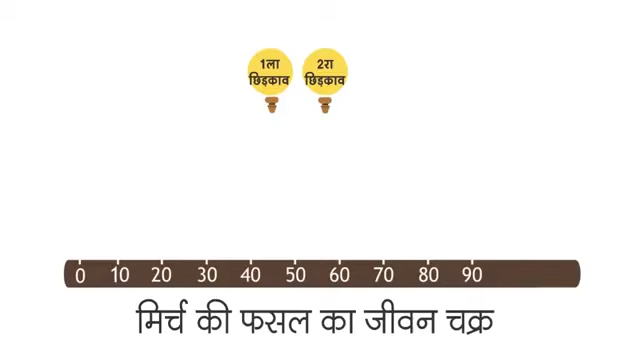 1ला
छिड़काव
2रा
छिड़काव
0 10 20 30 40 50 60 70 80 90
मिर्च की फसल का जीवन चक्र